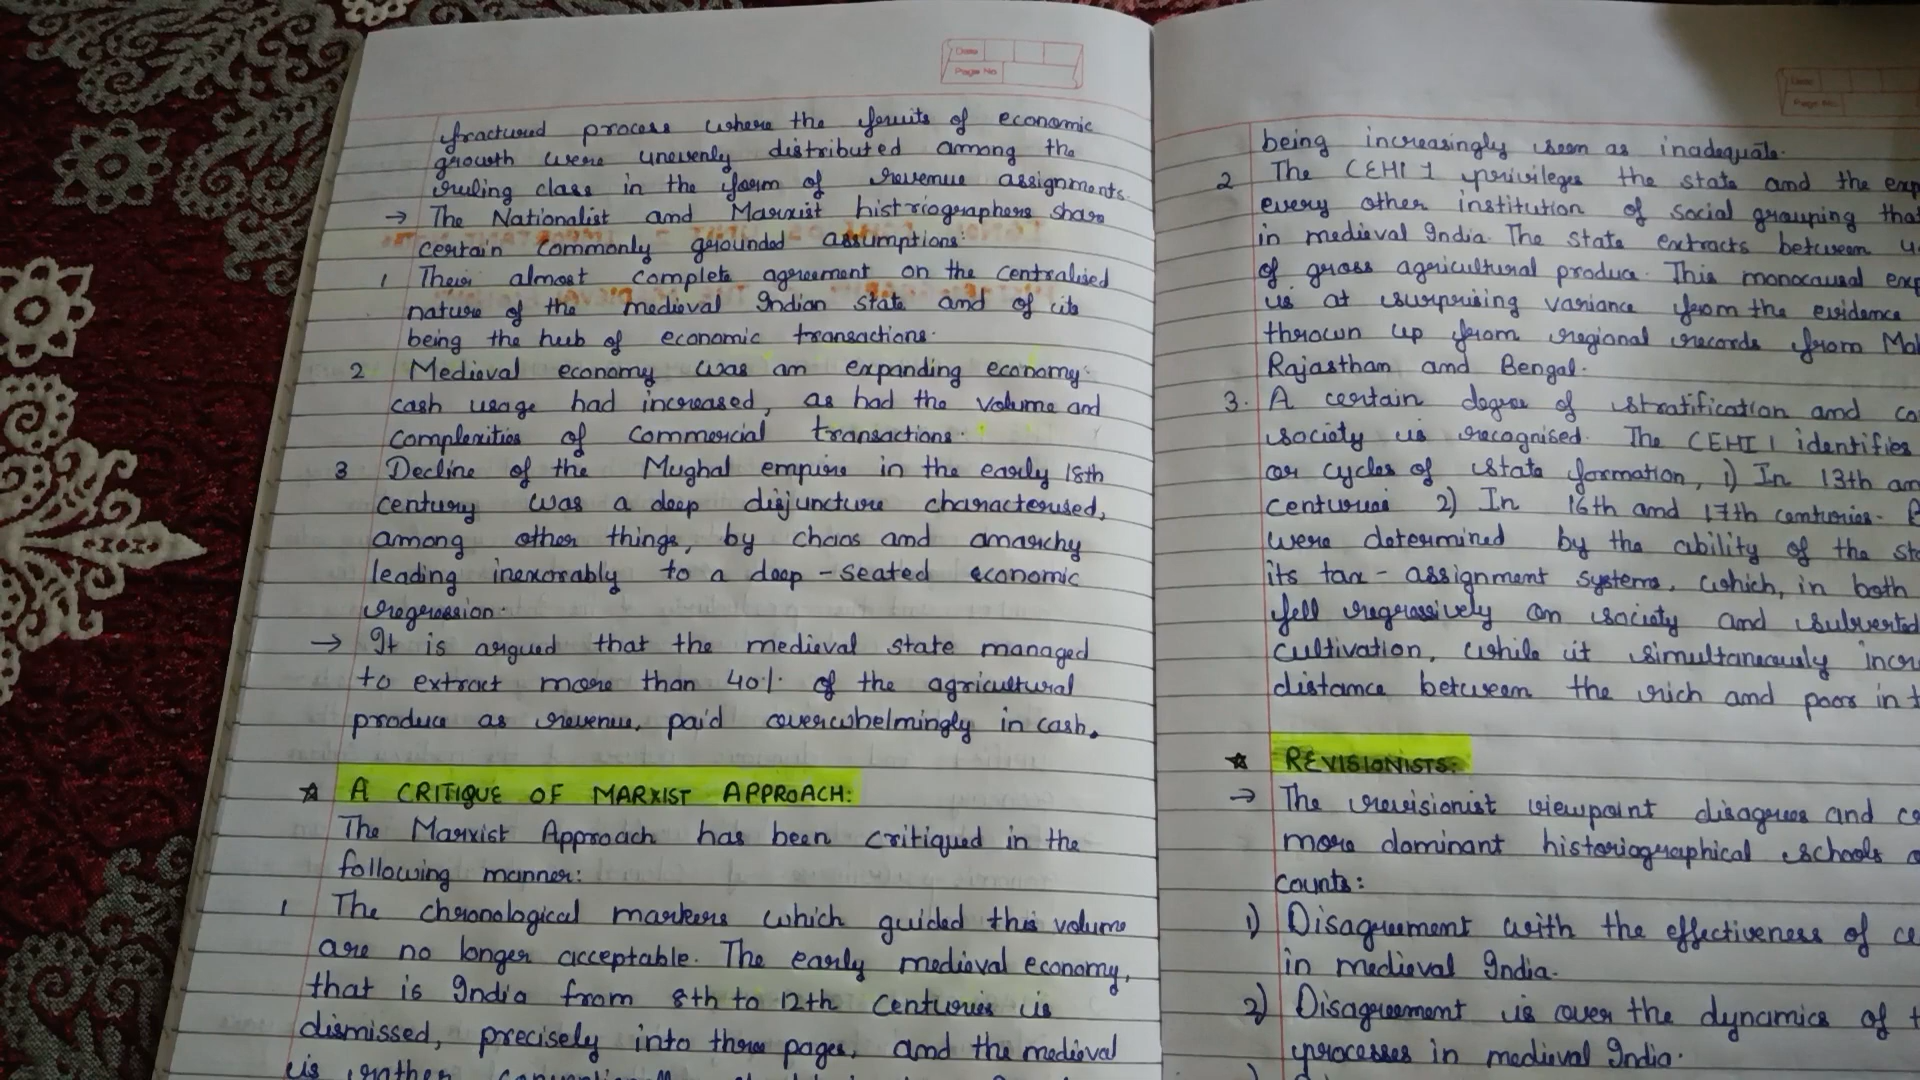 Date
Page No
fractured process where the fruits of economic
growth were unevenly distributed among the
ruling class in the form of revenue assignments.
→ The Nationalist and Marxist histriographers share
certain commonly grounded assumptions:
1 Their almost complete agreement on the centralised
nature of the medieval Indian state and of its
being the hub of economic transactions.
2 Medieval economy was an expanding economy:
cash usage had increased, as had the volume and
complexities of commercial transactions.
3 Decline of the Mughal empire in the early 18th
century was a deep disjuncture characterused,
among other things, by chaos and anarchy
leading inexorably to a deep-seated economic
regression.
→ It is argued that the medieval state managed
to extract more than 40% of the agricultural
produce as revenue, paid overwhelmingly in cash.
☆ A CRITIQUE OF MARXIST APPROACH:
The Marxist Approach has been critiqued in the
following manner:
1 The chronological markers which guided this volume
are no longer acceptable. The early medieval economy,
that is India from 8th to 12th Centuries is
dismissed, precisely into three pages, and the medieval
is rather
Page No.
being increasingly seen as inadequate.
2 The CEHI 1 privileges the state and the
every other institution of social grouping
in medieval India. The state extracts between
of gross agricultural produce. This monocausal
is at surprising variance from the evidence
thrown up from regional records from
Rajasthan and Bengal.
3. A certain degree of stratification and
society is recognised. The CEHI 1 identifies
or cycles of state formation, 1) In 13th
centuries 2) In 16th and 17th centuries.
were determined by the ability of the
its tax-assignment systems, which, in both
fell regressively on society and subverted
cultivation, while it simultaneously
distance between the rich and poor in
☆ REVISIONISTS:
→ The revisionist viewpoint disagrees and
more dominant historiographical schools
counts:
1) Disagreement with the effectiveness of
in medieval India.
2) Disagreement is over the dynamics of
processes in medieval India.